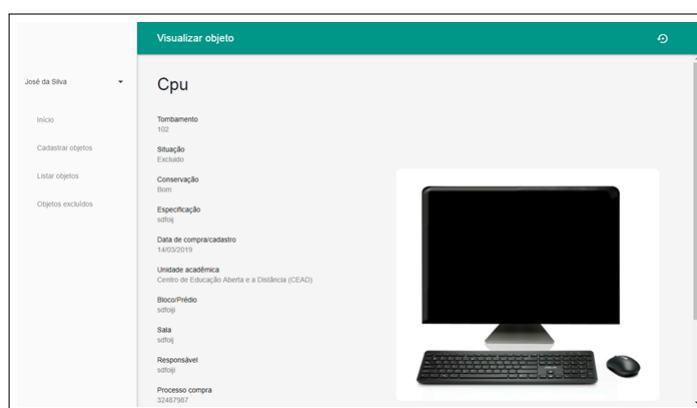 Visualizar objeto
José da Silva
Início
Cadastrar objetos
Listar objetos
Objetos excluídos
Cpu
Tombamento
102
Situação
Excluido
Conservação
Bom
Especificação
sdfoij
Data de compra/cadastro
14/03/2019
Unidade acadêmica
Centro de Educação Aberta e a Distância (CEAD)
Bloco/Prédio
sdfoiji
Sala
sdfoij
Responsável
sdfoiji
Processo compra
32487987